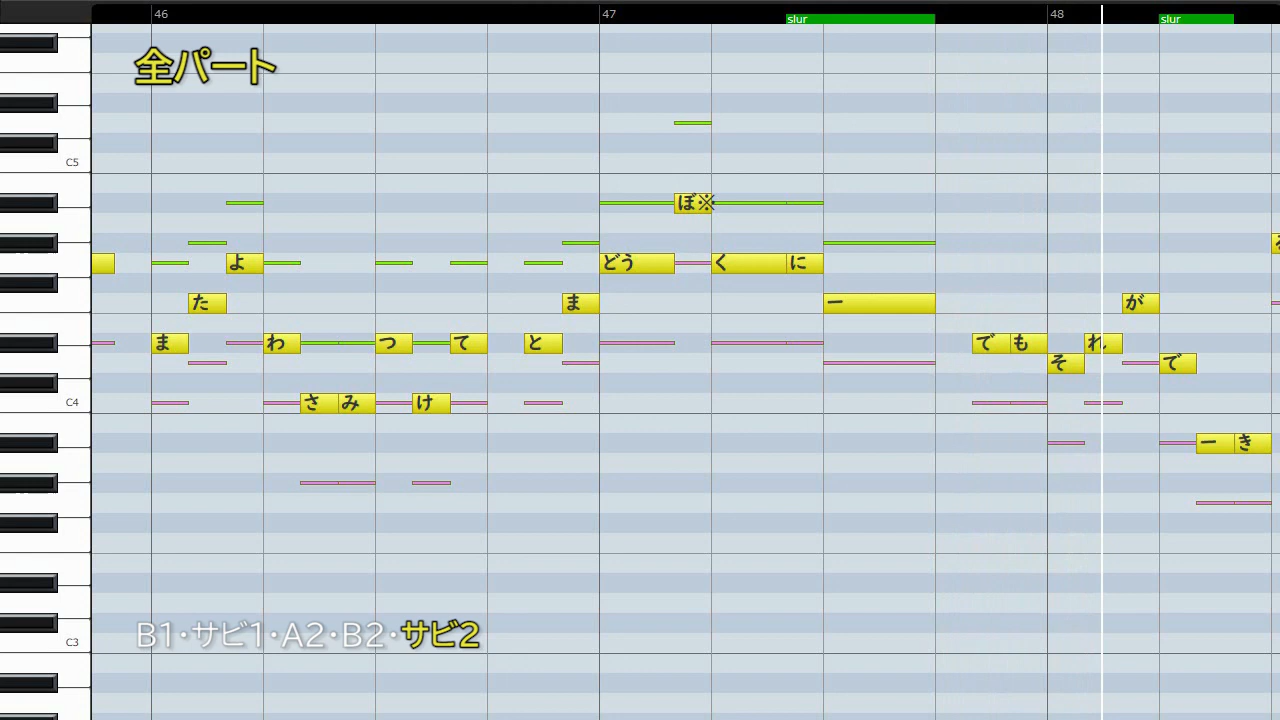 46 47 48
slur slur
全パート
C5
ぼ※
よ どう く に
た ま ー が
ま わ つ て と で も れ
そ で
C4 さ み け
ー き
B1・サビ1・A2・B2・サビ2
C3